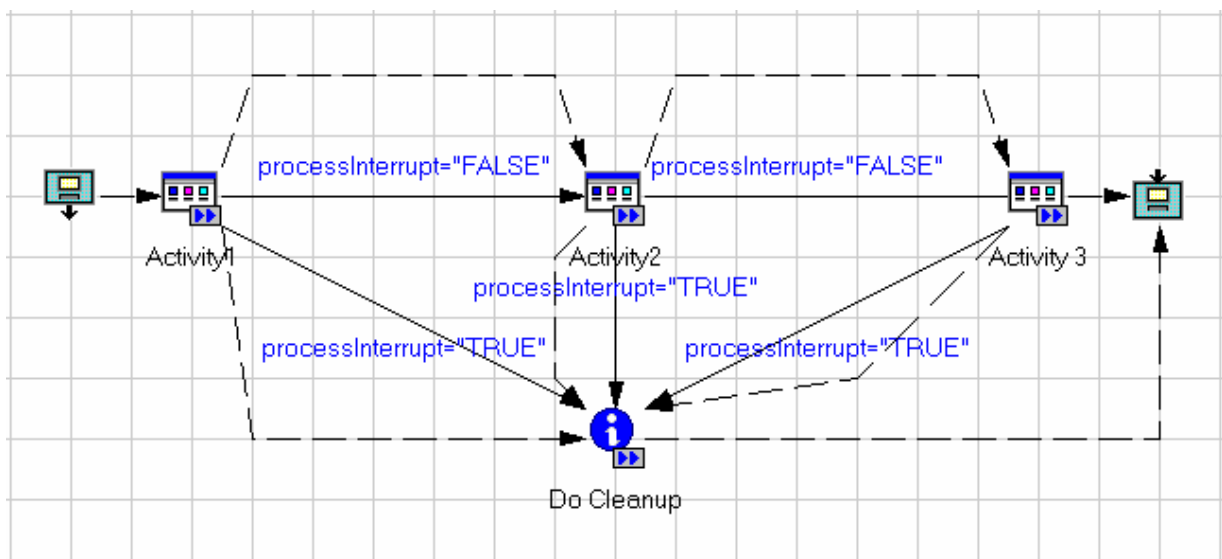 processInterrupt="FALSE"
processInterrupt="FALSE"
Activity1
Activity2
Activity 3
processInterrupt="TRUE"
processInterrupt="TRUE"
processInterrupt="TRUE"
Do Cleanup